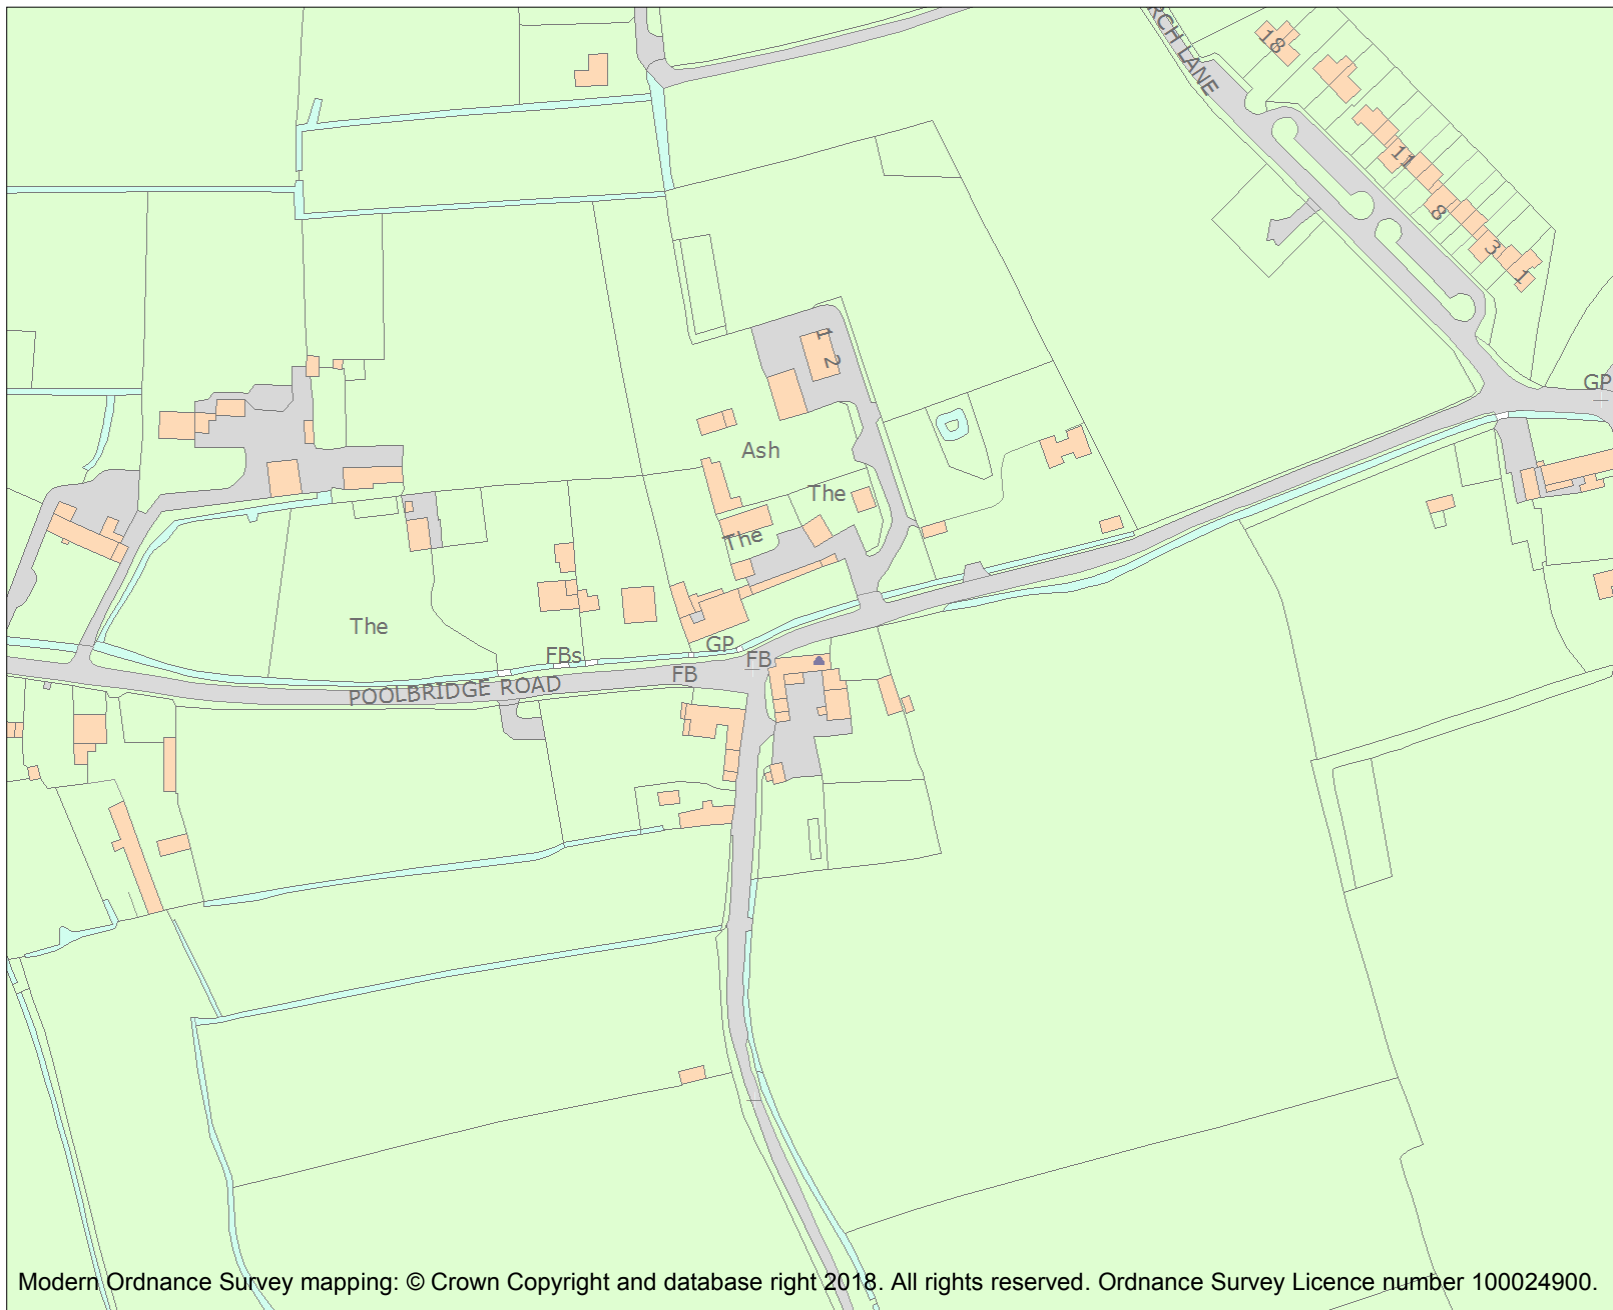 RCH LANE
18
11
8
3
1
GP
1
2
Ash
The
The
The
FBs
GP
FB
FB
POOLBRIDGE ROAD
Modern Ordnance Survey mapping: © Crown Copyright and database right 2018. All rights reserved. Ordnance Survey Licence number 100024900.